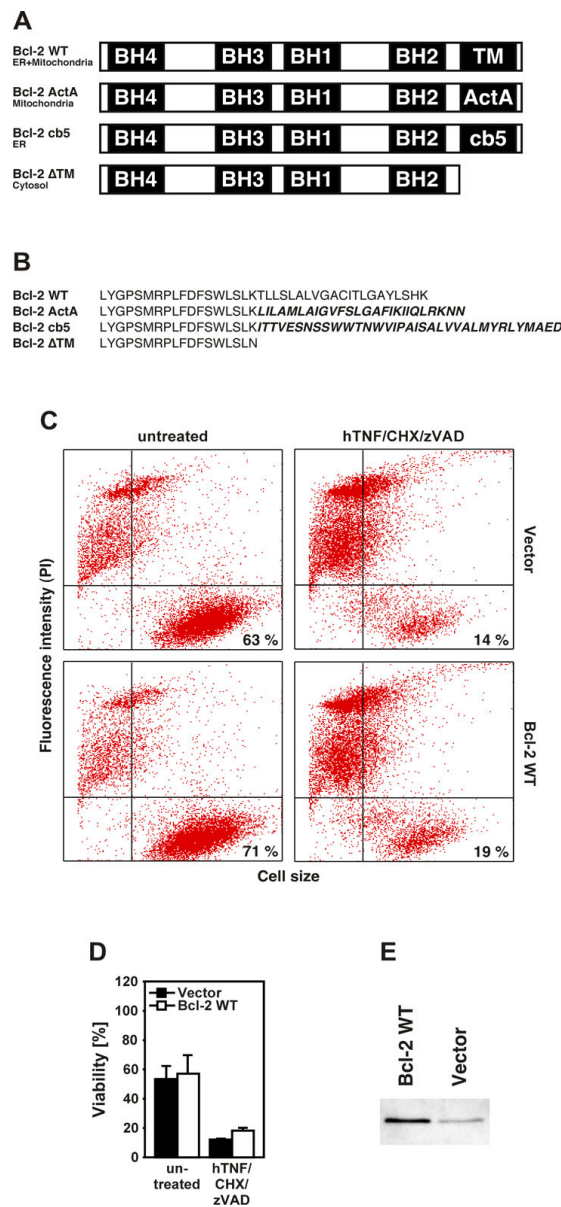 A
Bcl-2 WT
ER+Mitochondria
BH4 BH3 BH1 BH2 TM
Bcl-2 ActA
Mitochondria
BH4 BH3 BH1 BH2 ActA
Bcl-2 cb5
ER
BH4 BH3 BH1 BH2 cb5
Bcl-2 ΔTM
Cytosol
BH4 BH3 BH1 BH2
B
Bcl-2 WT LYGPSMRPLFDFSWLSLKTLLSLALVGACITLGAYLSHK
Bcl-2 ActA LYGPSMRPLFDFSWLSLKLILAMLAIGVFSLGAFIKIIQLRKNN
Bcl-2 cb5 LYGPSMRPLFDFSWLSLKITTVESNSSWWTNWVIPAISALVVALMYRLYMAED
Bcl-2 ΔTM LYGPSMRPLFDFSWLSLN
C
untreated hTNF/CHX/zVAD
Fluorescence intensity (PI)
63 % 14 %
Vector
71 % 19 %
Bcl-2 WT
Cell size
D
Viability [%]
120
100
80
60
40
20
0
Vector
Bcl-2 WT
un-
treated
hTNF/
CHX/
zVAD
E
Bcl-2 WT
Vector